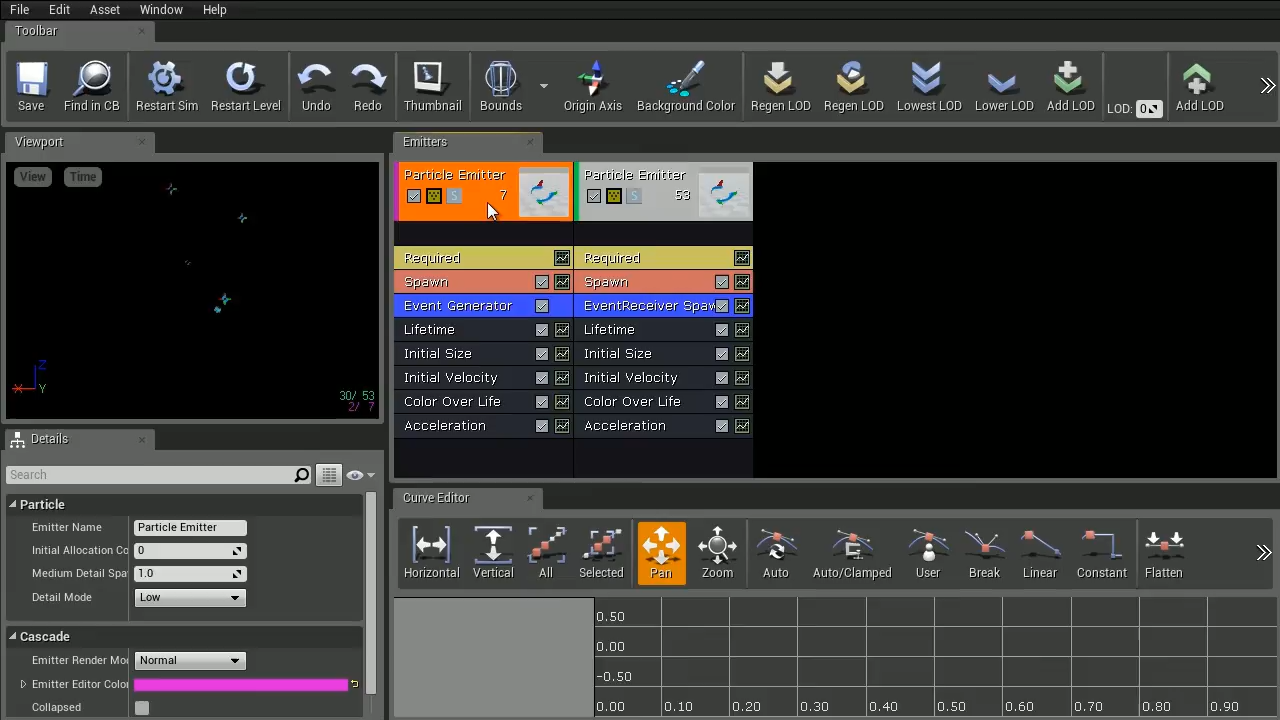 File Edit Asset Window Help
Toolbar
Save Find in CB Restart Sim Restart Level Undo Redo Thumbnail Bounds Origin Axis Background Color Regen LOD Regen LOD Lowest LOD Lower LOD Add LOD LOD: 0 Add LOD
Viewport
View Time
X Z Y
30/ 53
2/ 7
Details
Search
Particle
Emitter Name Particle Emitter
Initial Allocation Co 0
Medium Detail Spa 1.0
Detail Mode Low
Cascade
Emitter Render Mo Normal
Emitter Editor Color
Collapsed
Emitters
Particle Emitter
S 7
Required
Spawn
Event Generator
Lifetime
Initial Size
Initial Velocity
Color Over Life
Acceleration
Particle Emitter
S 53
Required
Spawn
EventReceiver Spaw
Lifetime
Initial Size
Initial Velocity
Color Over Life
Acceleration
Curve Editor
Horizontal Vertical All Selected Pan Zoom Auto Auto/Clamped User Break Linear Constant Flatten
0.50
0.00
-0.50
0.00 0.10 0.20 0.30 0.40 0.50 0.60 0.70 0.80 0.90